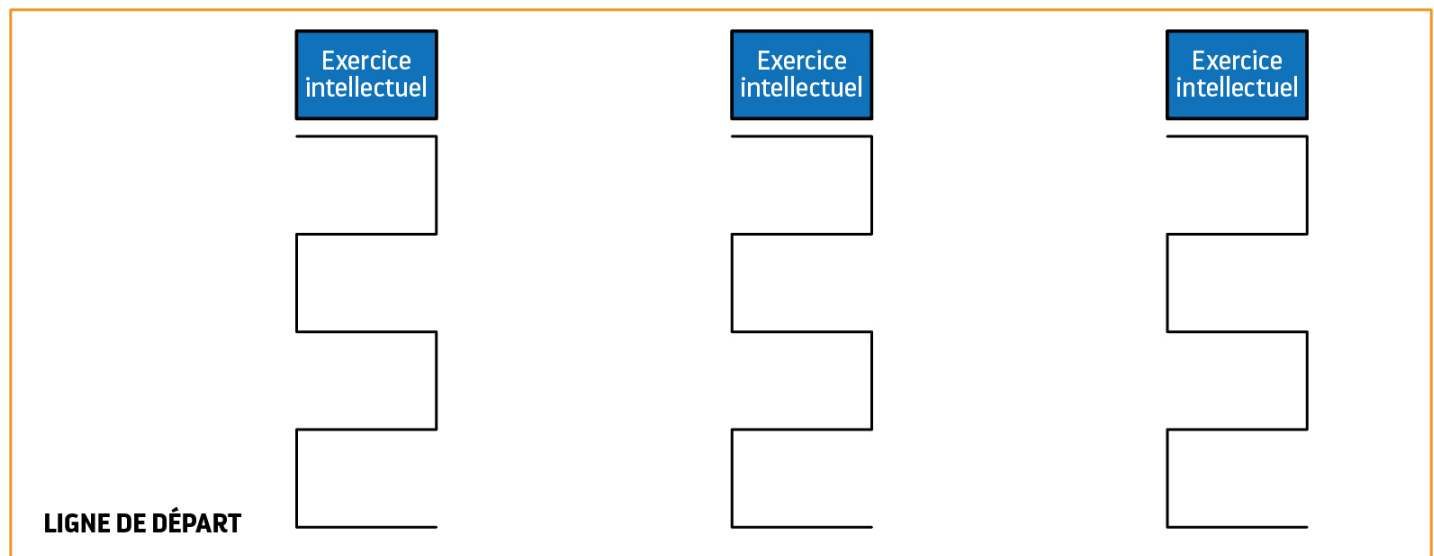 Exercice
intellectuel
Exercice
intellectuel
Exercice
intellectuel
LIGNE DE DÉPART